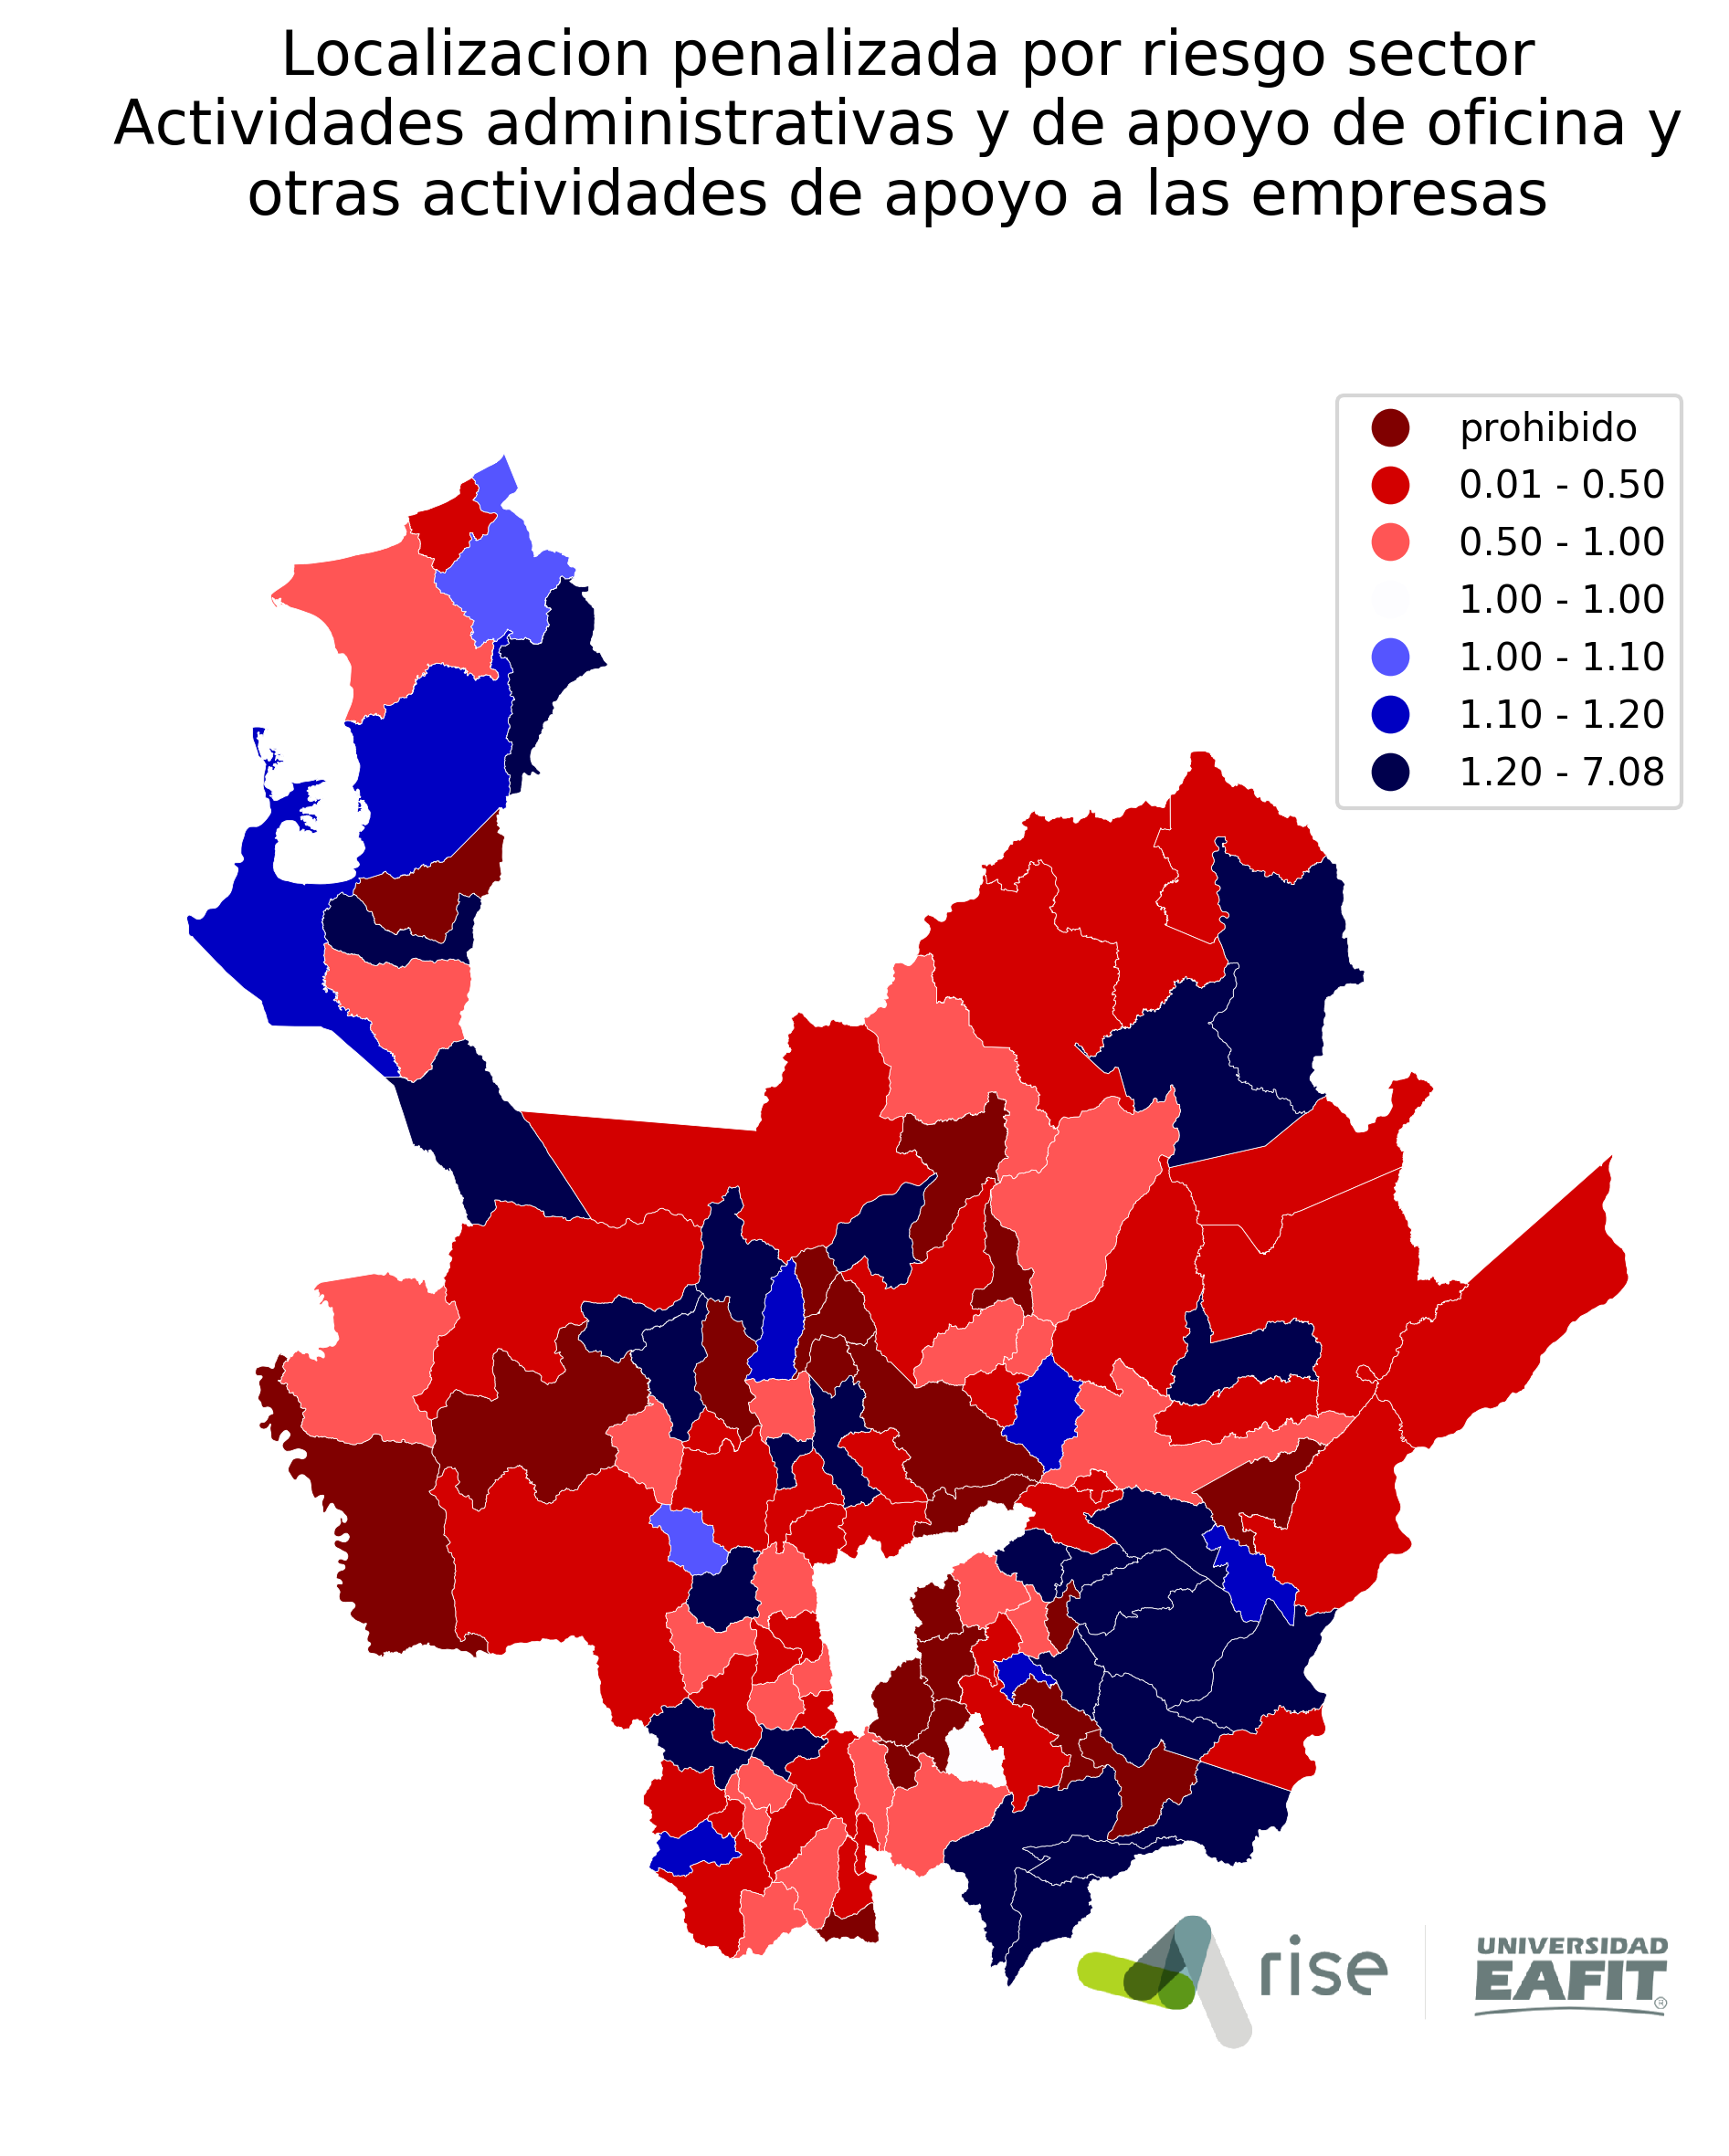 Localizacion penalizada por riesgo sector
Actividades administrativas y de apoyo de oficina y
otras actividades de apoyo a las empresas
prohibido
0.01 - 0.50
0.50 - 1.00
1.00 - 1.00
1.00 - 1.10
1.10 - 1.20
1.20 - 7.08
rise
UNIVERSIDAD
EAFIT®